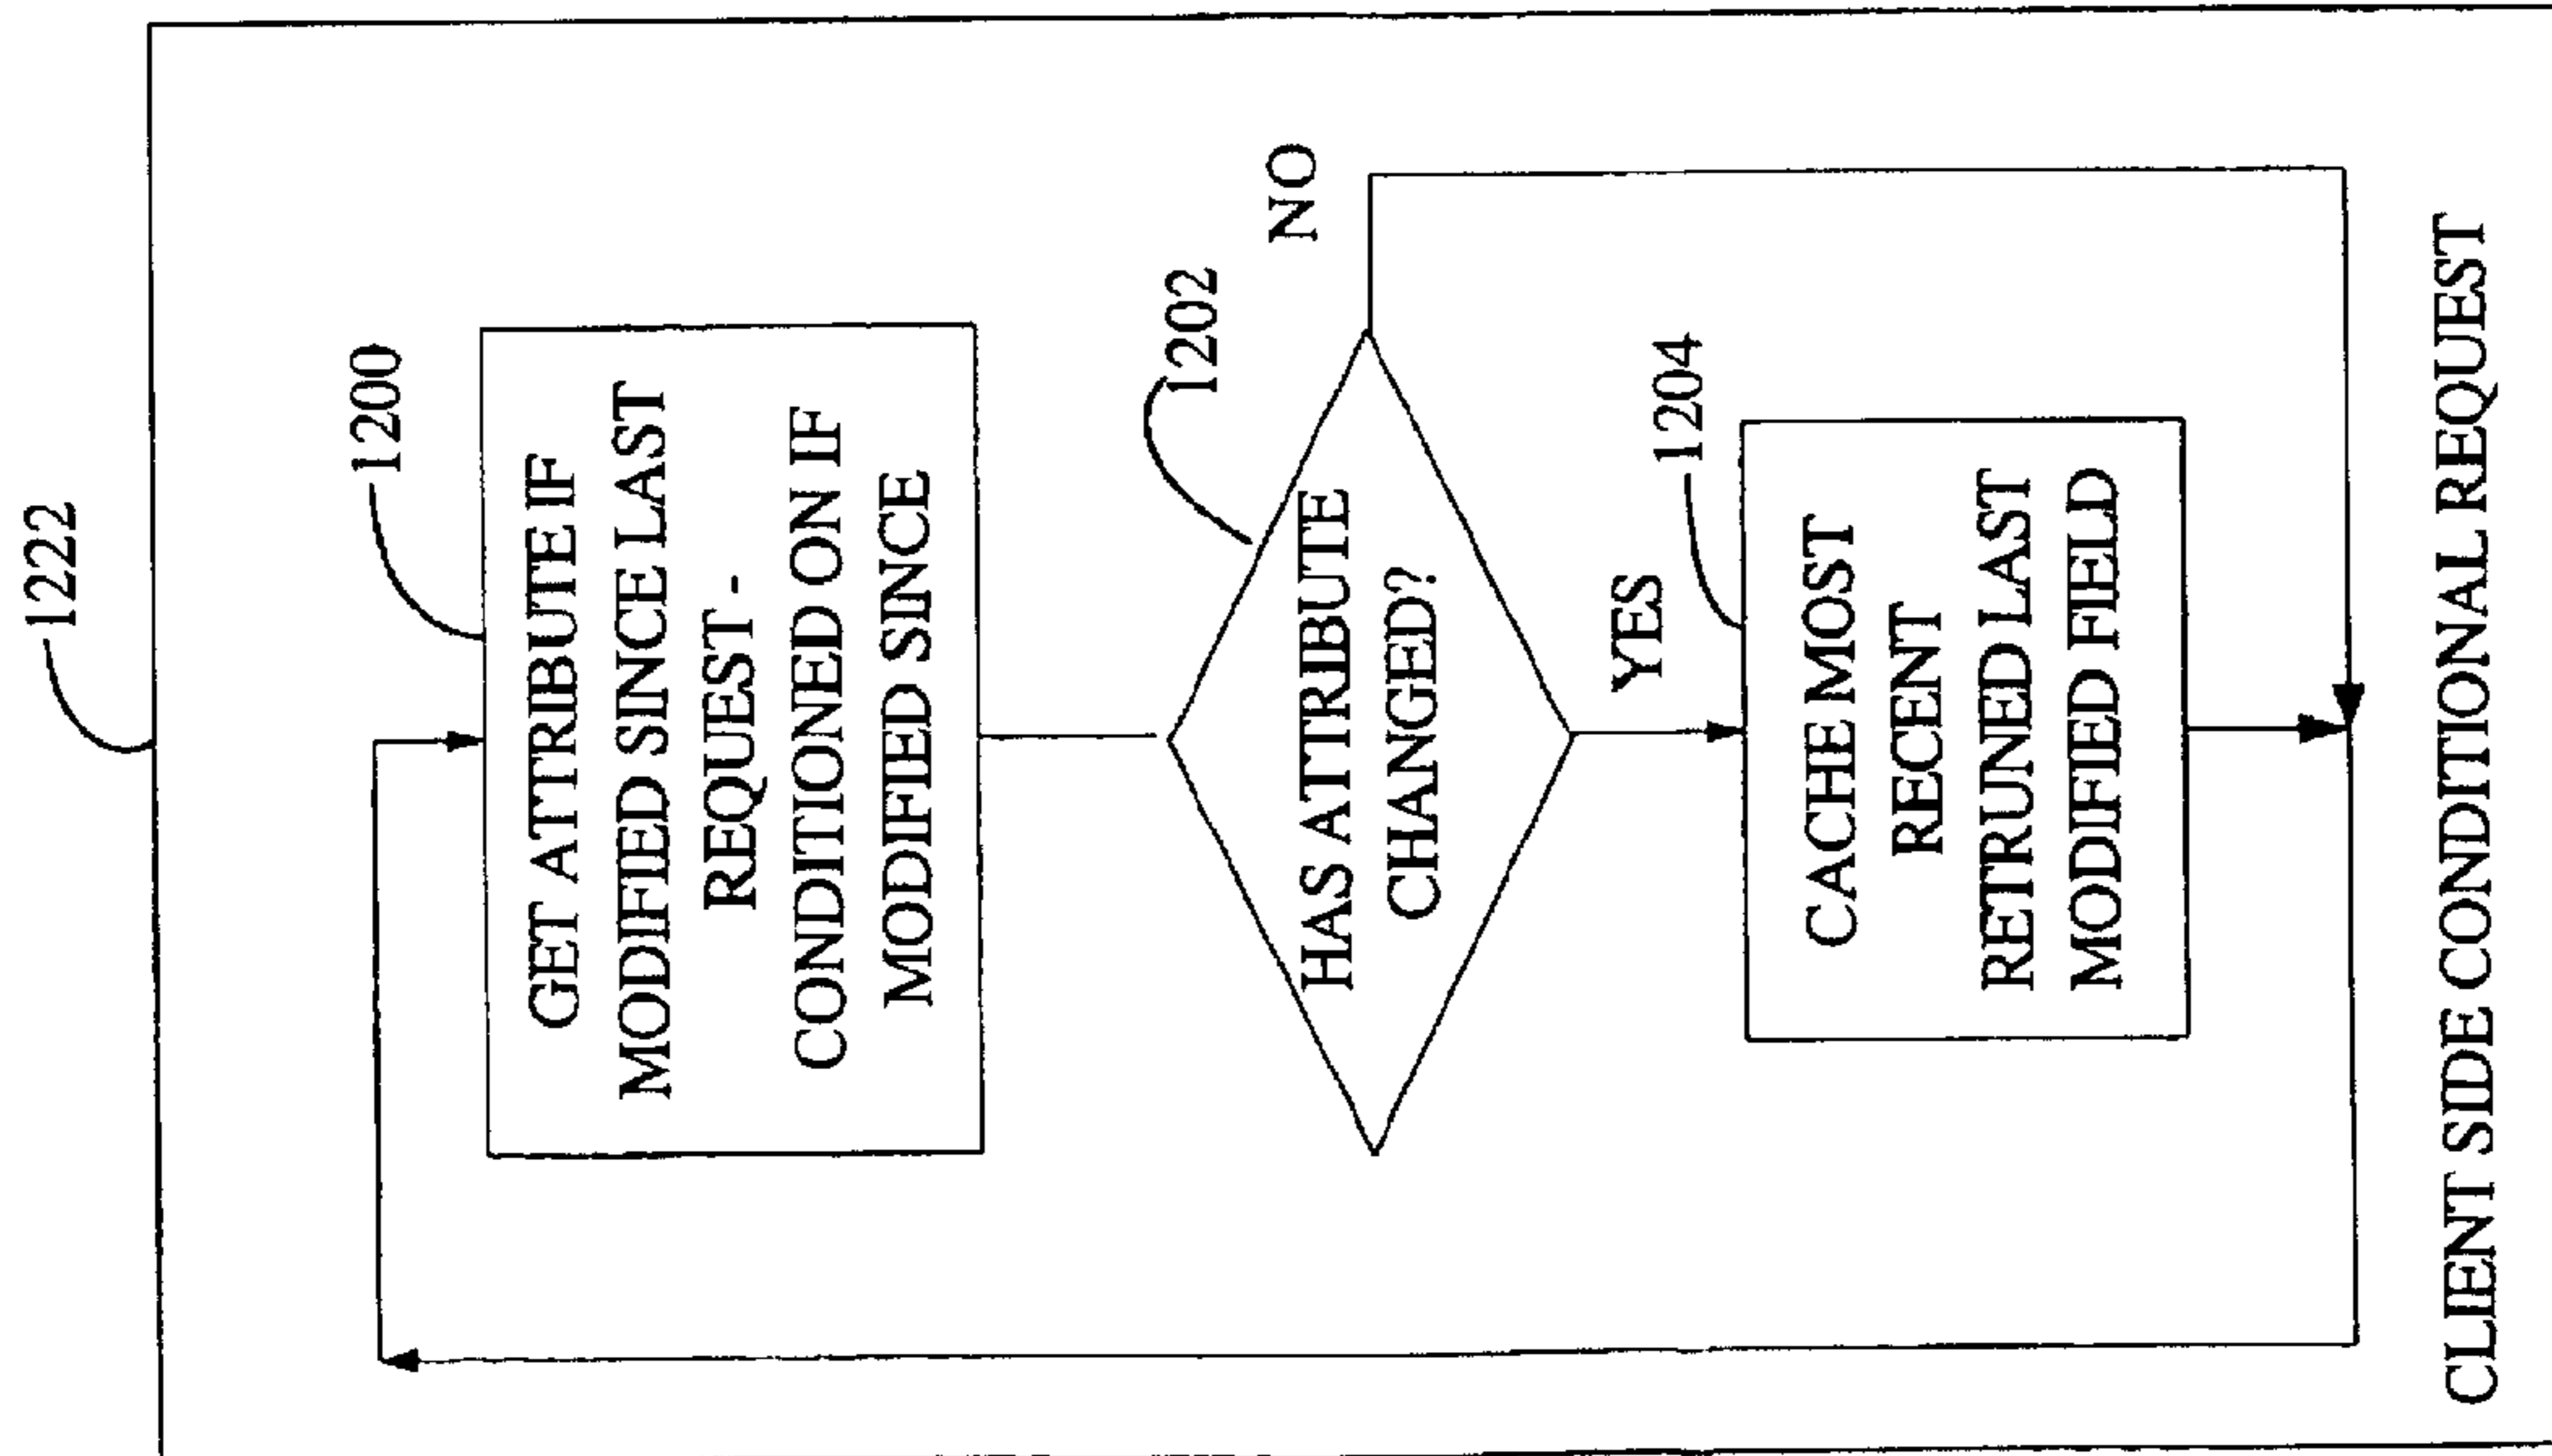 1222
1200
GET ATTRIBUTE IF
MODIFIED SINCE LAST
REQUEST -
CONDITIONED ON IF
MODIFIED SINCE
1202
NO
HAS ATTRIBUTE
CHANGED?
YES
1204
CACHE MOST
RECENT
RETRUNED LAST
MODIFIED FIELD
CLIENT SIDE CONDITIONAL REQUEST